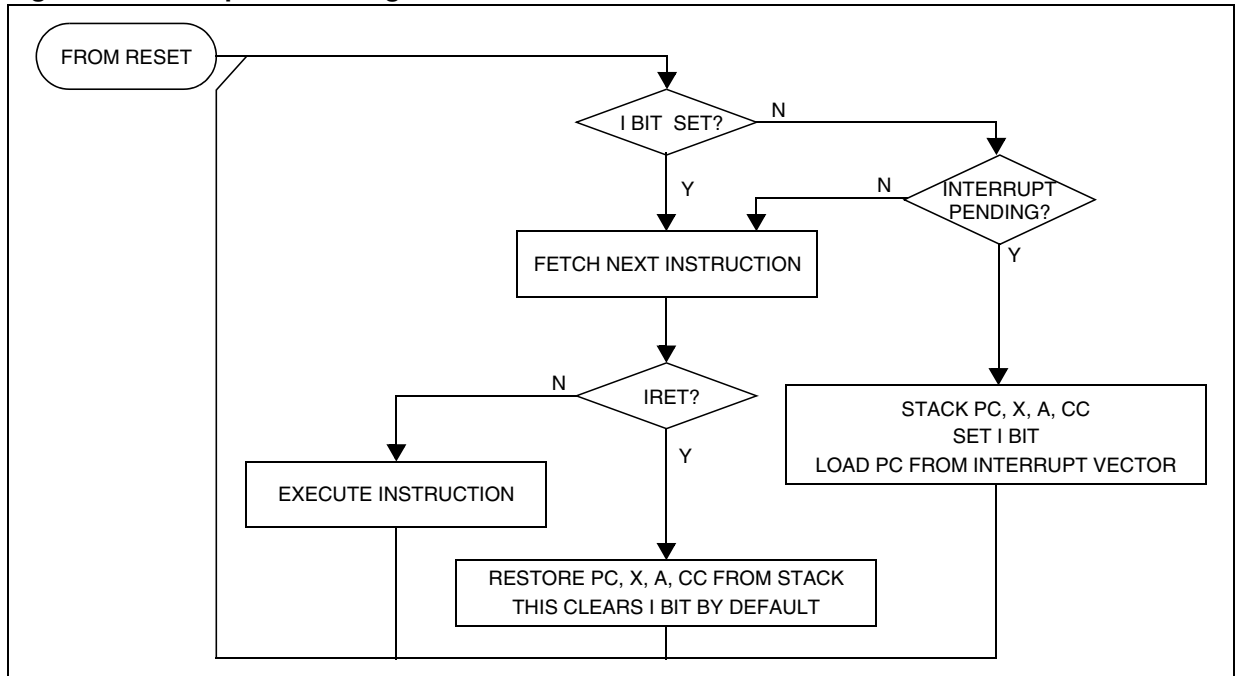 FROM RESET
I BIT SET?
N
Y
N
INTERRUPT
PENDING?
Y
FETCH NEXT INSTRUCTION
N
IRET?
Y
STACK PC, X, A, CC
SET I BIT
LOAD PC FROM INTERRUPT VECTOR
EXECUTE INSTRUCTION
RESTORE PC, X, A, CC FROM STACK
THIS CLEARS I BIT BY DEFAULT